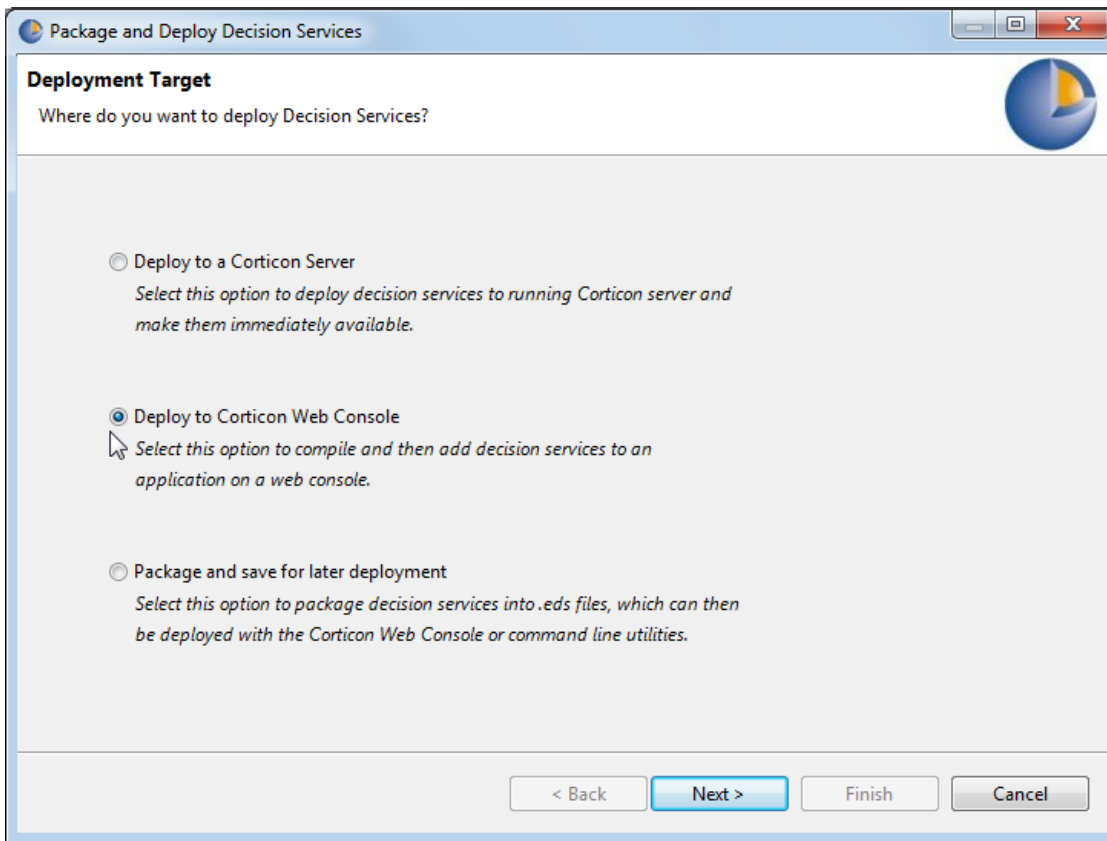 Package and Deploy Decision Services
Deployment Target
Where do you want to deploy Decision Services?
Deploy to a Corticon Server
Select this option to deploy decision services to running Corticon server and
make them immediately available.
Deploy to Corticon Web Console
Select this option to compile and then add decision services to an
application on a web console.
Package and save for later deployment
Select this option to package decision services into .eds files, which can then
be deployed with the Corticon Web Console or command line utilities.
< Back Next > Finish Cancel